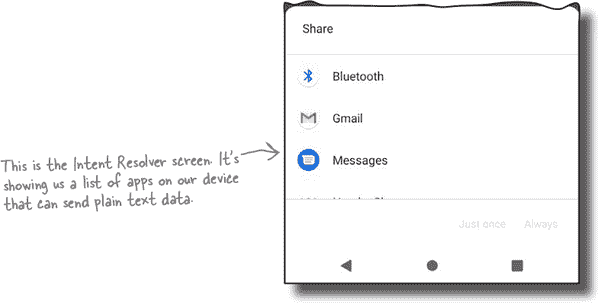 Share
Bluetooth
Gmail
Messages
Just once Always
This is the Intent Resolver screen. It's
showing us a list of apps on our device
that can send plain text data.